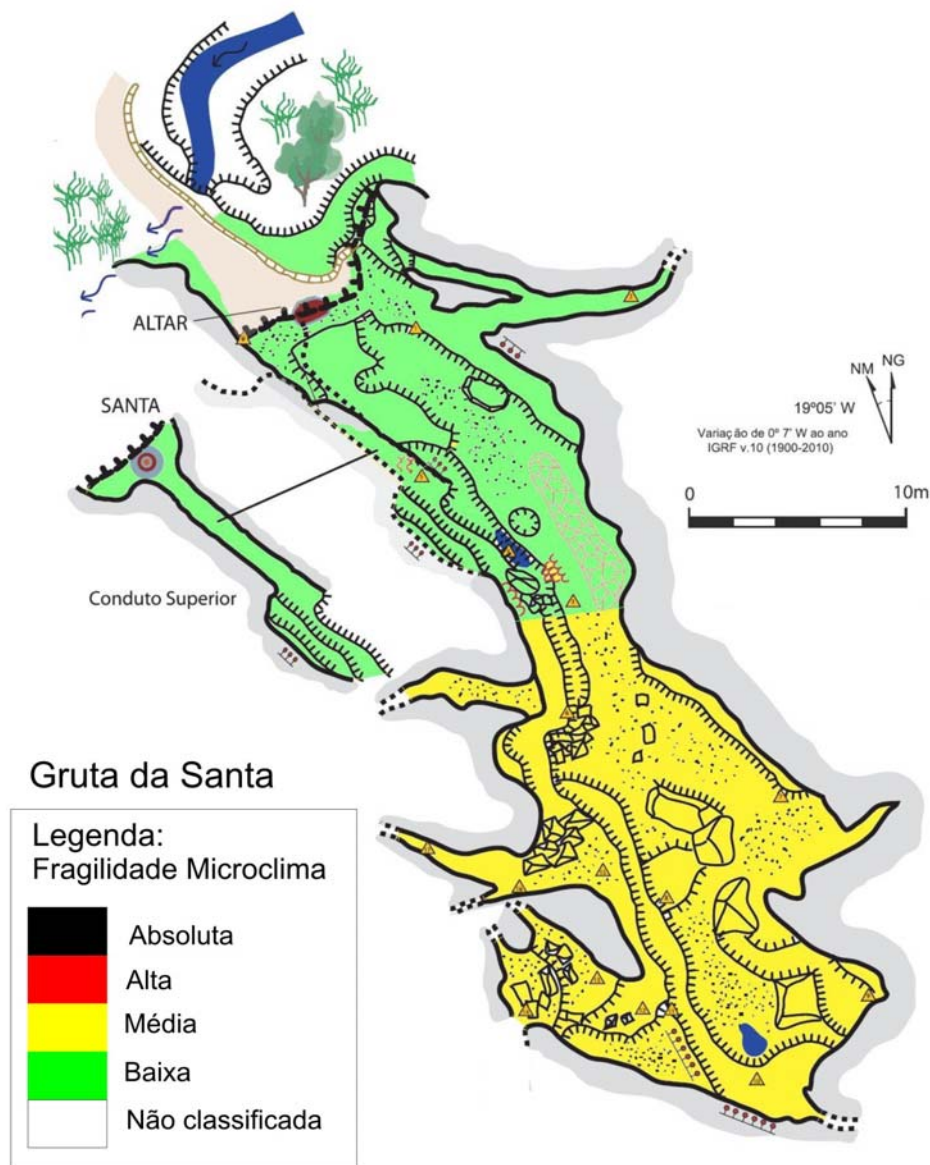 ALTAR
SANTA
Conduto Superior
NM
NG
19º05' W
Variação de 0º 7' W ao ano
IGRF v.10 (1900-2010)
0
10m
Gruta da Santa
Legenda:
Fragilidade Microclima
Absoluta
Alta
Média
Baixa
Não classificada